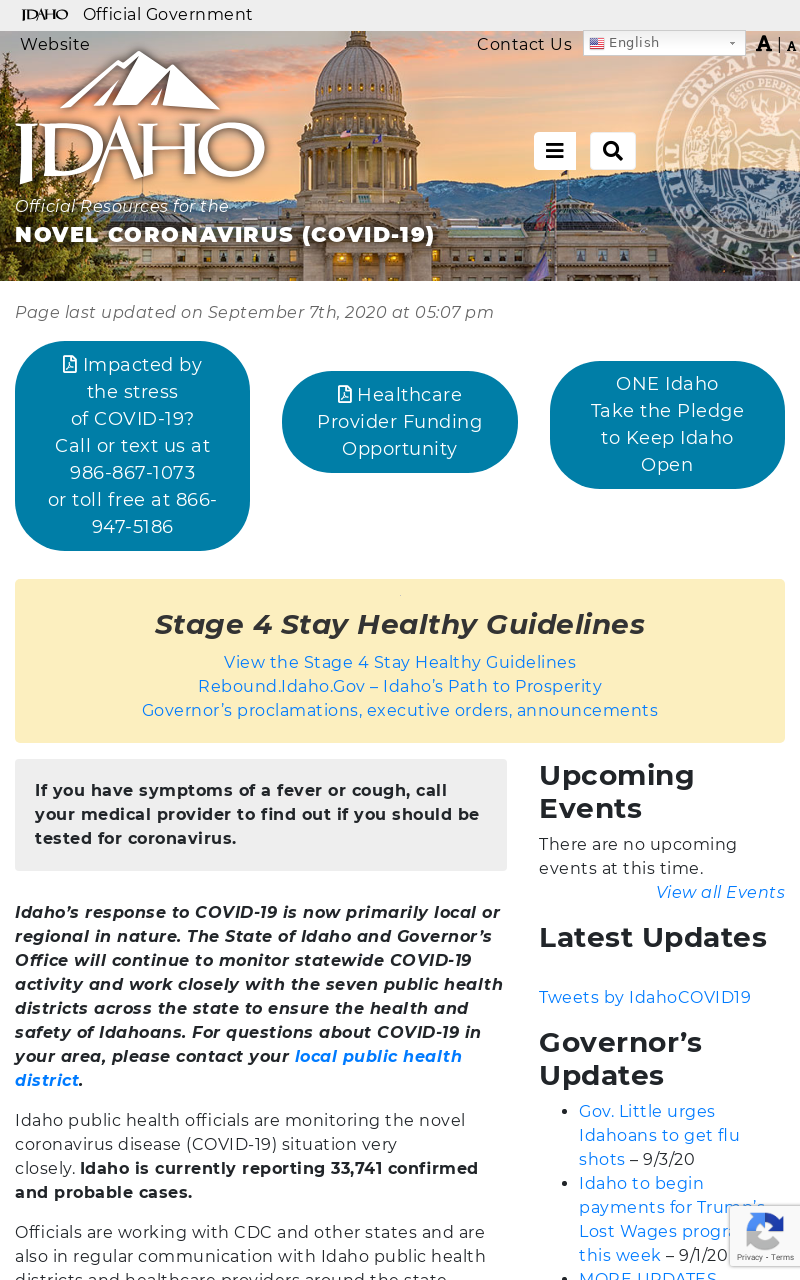 IDAHO Official Government
Website
Contact Us
English
A | A
IDAHO
Official Resources for the
NOVEL CORONAVIRUS (COVID-19)
Page last updated on September 7th, 2020 at 05:07 pm
Impacted by
the stress
of COVID-19?
Call or text us at
986-867-1073
or toll free at 866-
947-5186
Healthcare
Provider Funding
Opportunity
ONE Idaho
Take the Pledge
to Keep Idaho
Open
Stage 4 Stay Healthy Guidelines
View the Stage 4 Stay Healthy Guidelines
Rebound.Idaho.Gov – Idaho’s Path to Prosperity
Governor’s proclamations, executive orders, announcements
If you have symptoms of a fever or cough, call
your medical provider to find out if you should be
tested for coronavirus.
Idaho’s response to COVID-19 is now primarily local or
regional in nature. The State of Idaho and Governor’s
Office will continue to monitor statewide COVID-19
activity and work closely with the seven public health
districts across the state to ensure the health and
safety of Idahoans. For questions about COVID-19 in
your area, please contact your local public health
district.
Idaho public health officials are monitoring the novel
coronavirus disease (COVID-19) situation very
closely. Idaho is currently reporting 33,741 confirmed
and probable cases.
Officials are working with CDC and other states and are
also in regular communication with Idaho public health
districts and healthcare providers around the state
Upcoming
Events
There are no upcoming
events at this time.
View all Events
Latest Updates
Tweets by IdahoCOVID19
Governor’s
Updates
Gov. Little urges
Idahoans to get flu
shots – 9/3/20
Idaho to begin
payments for Trump’s
Lost Wages
this week – 9/1/20
MORE UPDATES
Privacy - Terms